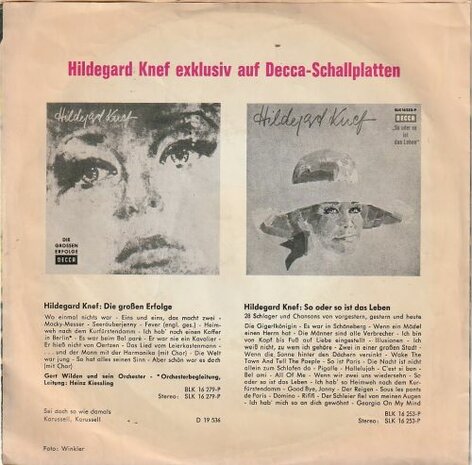 Hildegard Knef exklusiv auf Decca-Schallplatten
Hildegard Knef
DIE
GROSSEN
ERFOLGE
DECCA
Hildegard Knef
SLK 16 253-P
DECCA
„So oder so
ist
das Leben“
Hildegard Knef: Die großen Erfolge
Wo einmal nichts war - Eins und eins, das macht zwei -
Macky-Messer - Seeräuberjenny - Fever (engl. ges.) - Heim-
weh nach dem Kurfürstendamm - Ich hab' noch einen Koffer
in Berlin* - Es war beim Bal paré - Er war nie ein Kavalier -
Er hieß nicht von Oertzen - Das Lied vom Leierkastenmann -
. . . und der Mann mit der Harmonika (mit Chor) - Die Welt
war jung - So hat alles seinen Sinn - Aber schön war es doch
(mit Chor)
Gert Wilden und sein Orchester - *Orchesterbegleitung,
Leitung: Heinz Kiessling
BLK 16 279-P
Stereo: SLK 16 279-P
Sei doch so wie damals
Karussell, Karussell
D 19 536
Foto: Winkler
Hildegard Knef: So oder so ist das Leben
28 Schlager und Chansons von vorgestern, gestern und heute
Die Gigerlkönigin - Es war in Schöneberg - Wenn ein Mädel
einen Herrn hat - Die Männer sind alle Verbrecher - Ich bin
von Kopf bis Fuß auf Liebe eingestellt - Illusionen - Ich
weiß nicht, zu wem ich gehöre - Zwei in einer großen Stadt -
Wenn die Sonne hinter den Dächern versinkt - Wake The
Town And Tell The People - So ist Paris - Die Nacht ist nicht
allein zum Schlafen da - Pigalle - Hallelujah - C'est si bon -
Bel ami - All Of Me - Wenn wir zwei uns wiedersehn - So
oder so ist das Leben - Ich hab' so Heimweh nach dem Kur-
fürstendamm - Good Bye, Jonny - Der Reigen - Sous les ponts
de Paris - Domino - Rififi - Der Schleier fiel von meinen Augen
- Ich hab' mich so an dich gewöhnt - Georgia On My Mind
BLK 16 253-P
Stereo: SLK 16 253-P